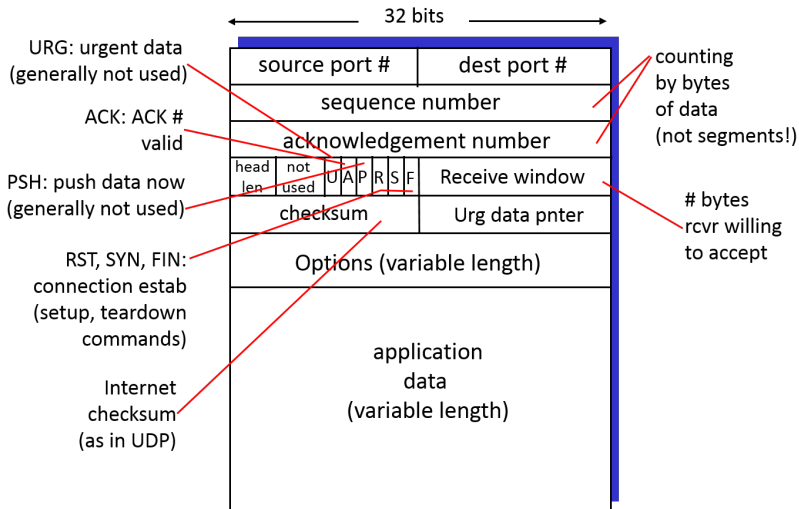 32 bits
URG: urgent data
(generally not used)
ACK: ACK #
valid
PSH: push data now
(generally not used)
RST, SYN, FIN:
connection estab
(setup, teardown
commands)
Internet
checksum
(as in UDP)
source port #
dest port #
sequence number
acknowledgement number
head
len
not
used
U A P R S F
Receive window
checksum
Urg data pnter
Options (variable length)
application
data
(variable length)
counting
by bytes
of data
(not segments!)
# bytes
rcvr willing
to accept